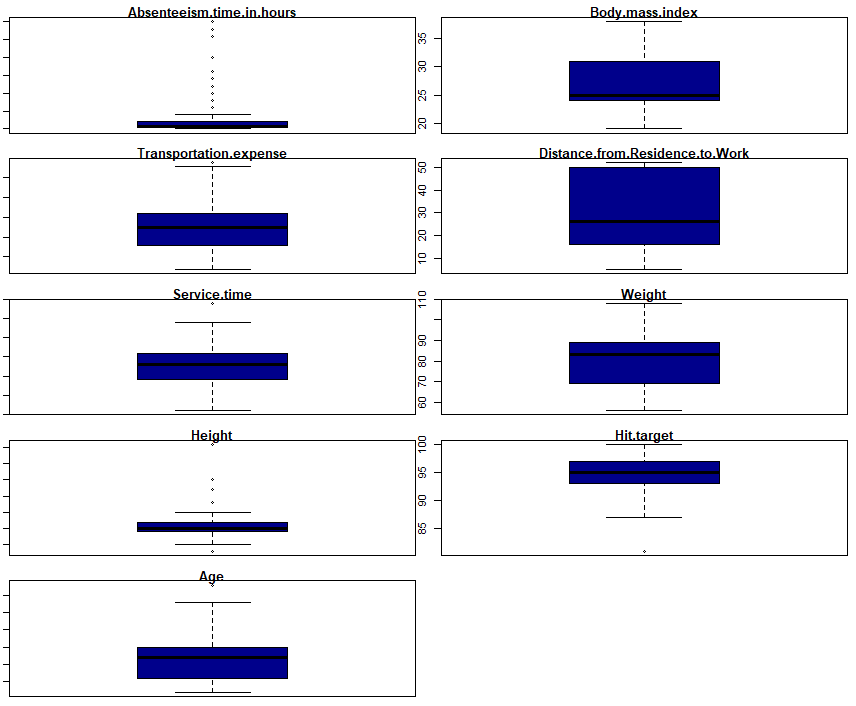 Absenteeism.time.in.hours
Body.mass.index
20 25 30 35
Transportation.expense
Distance.from.Residence.to.Work
10 20 30 40 50
Service.time
Weight
60 70 80 90 110
Height
Hit.target
85 90 95 100
Age